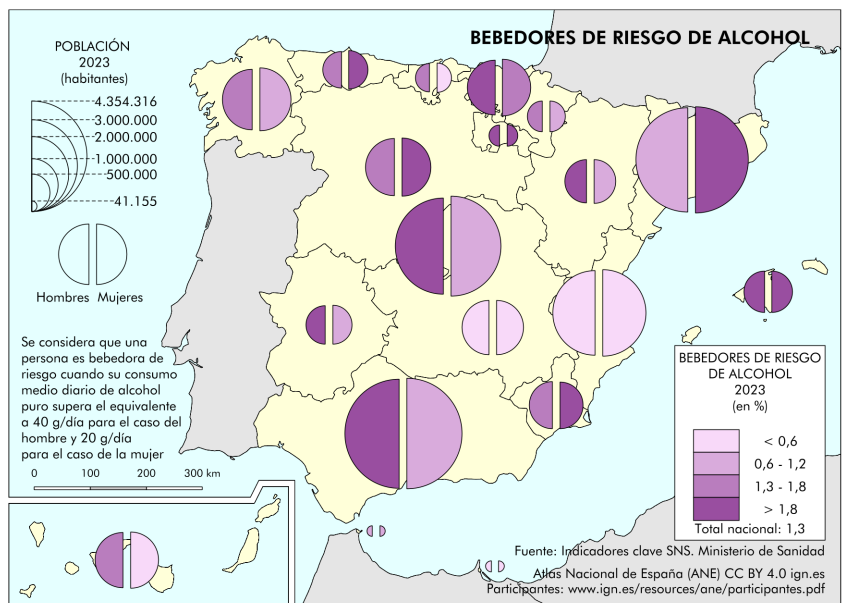 BEBEDORES DE RIESGO DE ALCOHOL
POBLACIÓN
2023
(habitantes)
4.354.316
3.000.000
2.000.000
1.000.000
500.000
41.155
Hombres Mujeres
Se considera que una
persona es bebedora de
riesgo cuando su consumo
medio diario de alcohol
puro supera el equivalente
a 40 g/día para el caso del
hombre y 20 g/día
para el caso de la mujer
0 100 200 300 km
BEBEDORES DE RIESGO
DE ALCOHOL
2023
(en %)
< 0,6
0,6 - 1,2
1,3 - 1,8
> 1,8
Total nacional: 1,3
Fuente: Indicadores clave SNS. Ministerio de Sanidad
Atlas Nacional de España (ANE) CC BY 4.0 ign.es
Participantes: www.ign.es/resources/ane/participantes.pdf